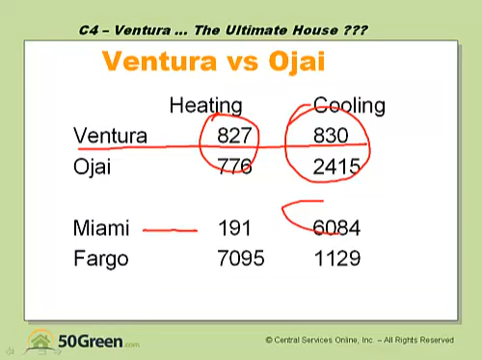 C4 – Ventura ... The Ultimate House ???
Ventura vs Ojai
Heating Cooling
Ventura 827 830
Ojai 776 2415
Miami 191 6084
Fargo 7095 1129
50Green.com
© Central Services Online, Inc. – All Rights Reserved